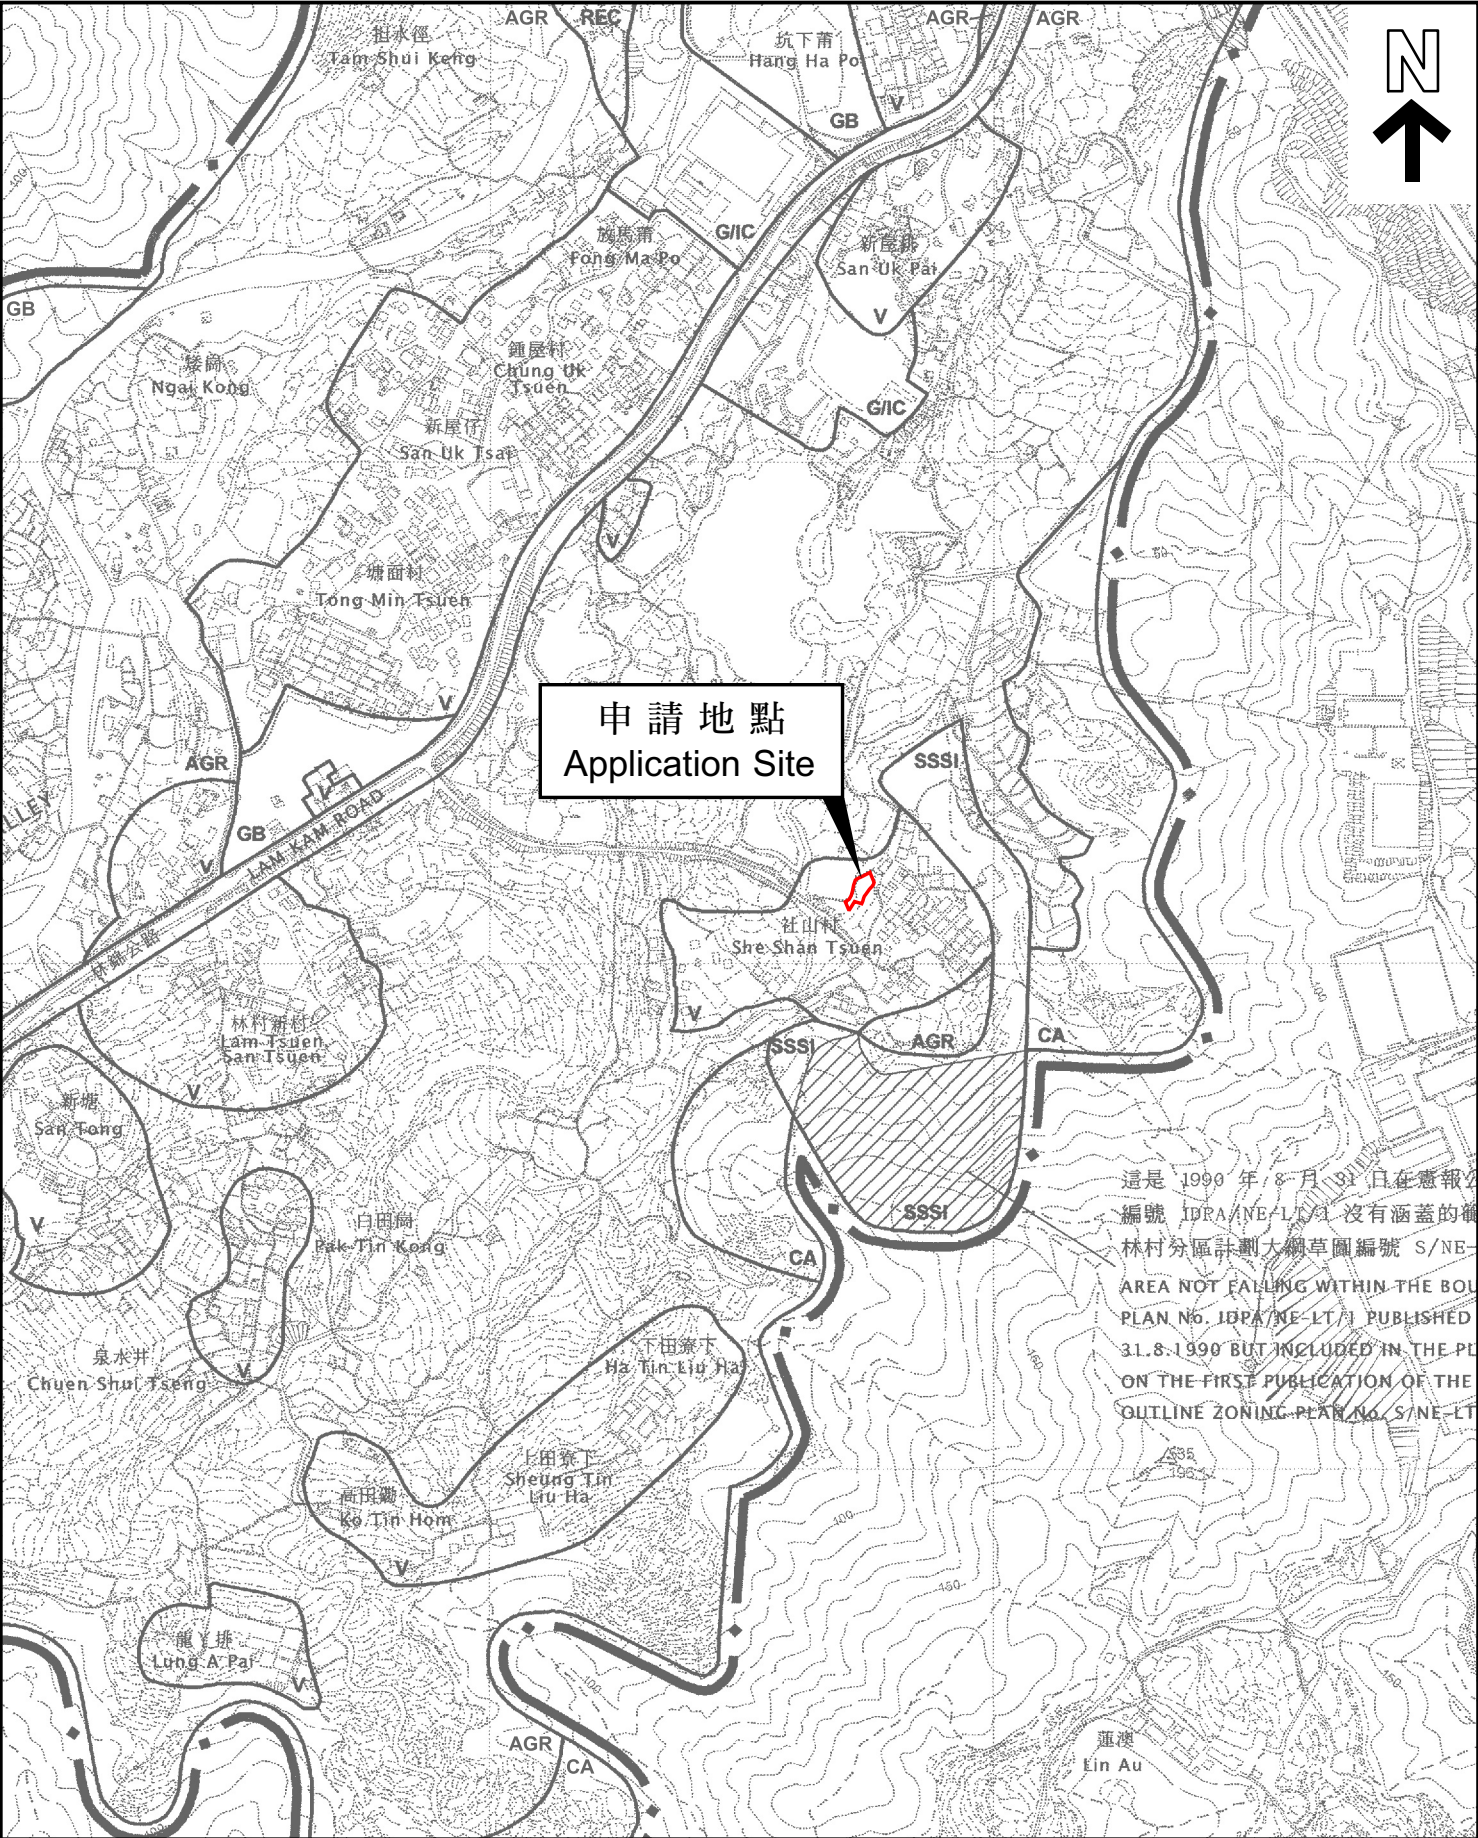 AGR
REC
AGR
AGR
N
担水徑
Tam Shui Keng
坑下莆
Hang Ha Po
V
GB
放馬莆
Fong Ma Po
G/IC
新屋排
San Uk Pai
V
GB
鍾屋村
Chung Uk
Tsuen
矮崗
Ngai Kong
G/IC
新屋仔
San Uk Tsai
V
塘面村
Tong Min Tsuen
V
申請地點
Application Site
AGR
SSSI
V
LAM KAM ROAD
GB
V
林錦公路
社山村
She Shan Tsuen
V
林村新村
Lam Tsuen
San Tsuen
V
SSSI
AGR
CA
新塘
San Tong
V
SSSI
CA
白田崗
Pak Tin Kong
這是 1990 年 8 月 31 日在憲報公
編號 IDPA/NE-LT/1 沒有涵蓋的
林村分區計劃大綱草圖編號 S/NE-
AREA NOT FALLING WITHIN THE BOU
PLAN No. IDPA/NE-LT/1 PUBLISHED
31.8.1990 BUT INCLUDED IN THE PL
ON THE FIRST PUBLICATION OF THE
OUTLINE ZONING PLAN No. S/NE-LT
泉水井
Chuen Shui Tseng
V
下田寮下
Ha Tin Liu Ha
上田寮下
Sheung Tin
Liu Ha
高田磡
Ko Tin Hom
V
龍丫排
Lung A Pai
V
AGR
CA
蓮澳
Lin Au